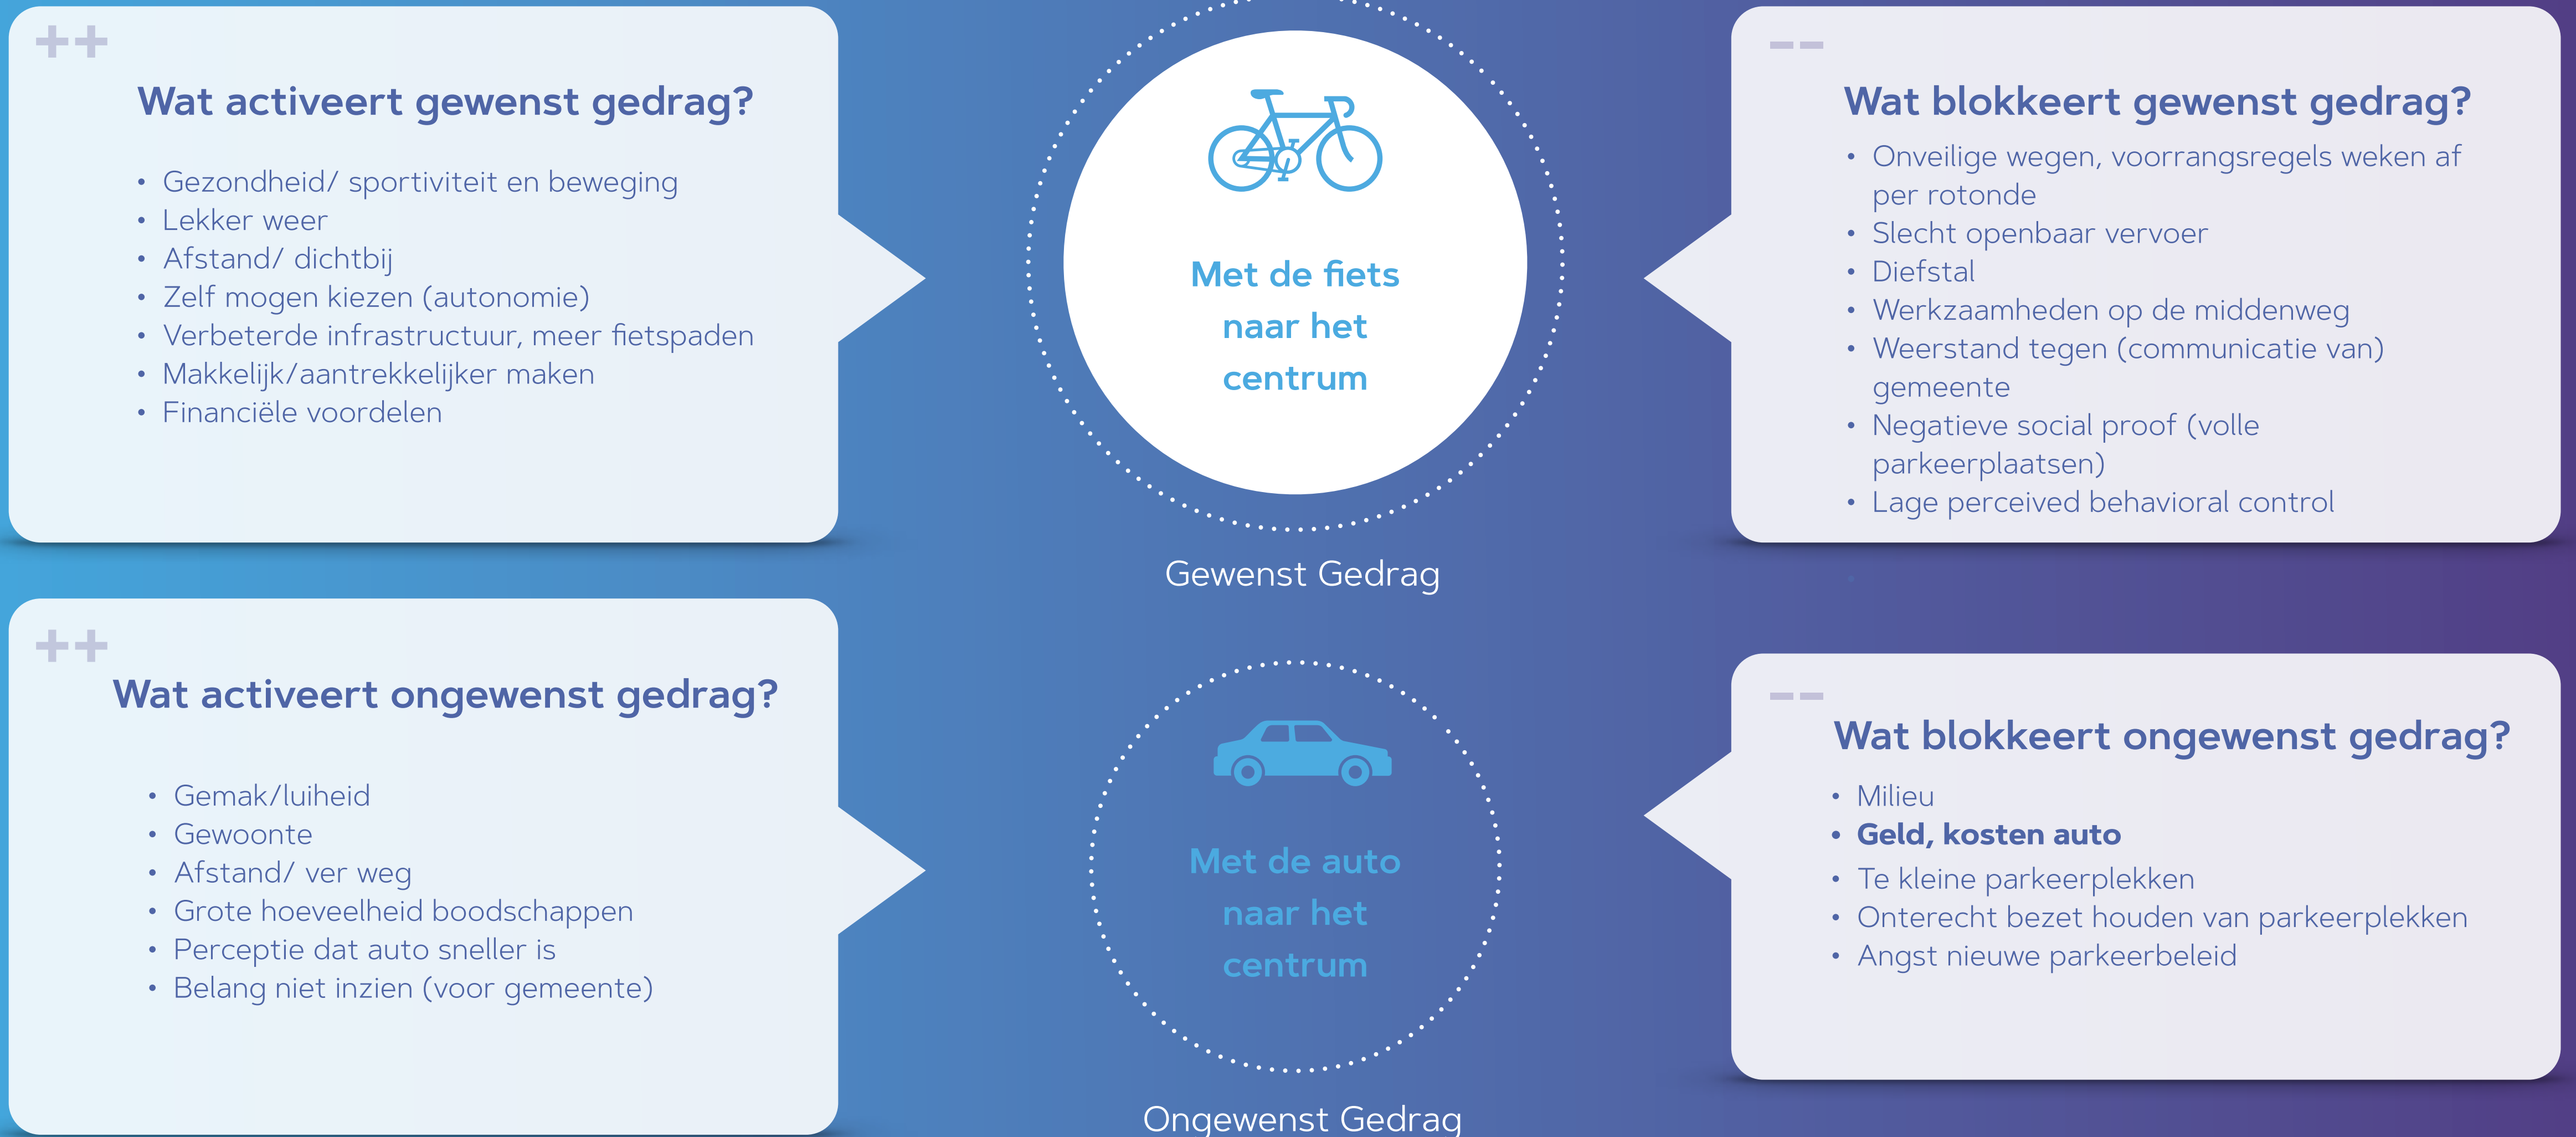 ++
Wat activeert gewenst gedrag?
• Gezondheid/ sportiviteit en beweging
• Lekker weer
• Afstand/ dichtbij
• Zelf mogen kiezen (autonomie)
• Verbeterde infrastructuur, meer fietspaden
• Makkelijk/aantrekkelijker maken
• Financiële voordelen
Met de fiets
naar het
centrum
Gewenst Gedrag
--
Wat blokkeert gewenst gedrag?
• Onveilige wegen, voorrangsregels weken af
per rotonde
• Slecht openbaar vervoer
• Diefstal
• Werkzaamheden op de middenweg
• Weerstand tegen (communicatie van)
gemeente
• Negatieve social proof (volle
parkeerplaatsen)
• Lage perceived behavioral control
++
Wat activeert ongewenst gedrag?
• Gemak/luiheid
• Gewoonte
• Afstand/ ver weg
• Grote hoeveelheid boodschappen
• Perceptie dat auto sneller is
• Belang niet inzien (voor gemeente)
Met de auto
naar het
centrum
Ongewenst Gedrag
--
Wat blokkeert ongewenst gedrag?
• Milieu
• Geld, kosten auto
• Te kleine parkeerplekken
• Onterecht bezet houden van parkeerplekken
• Angst nieuwe parkeerbeleid